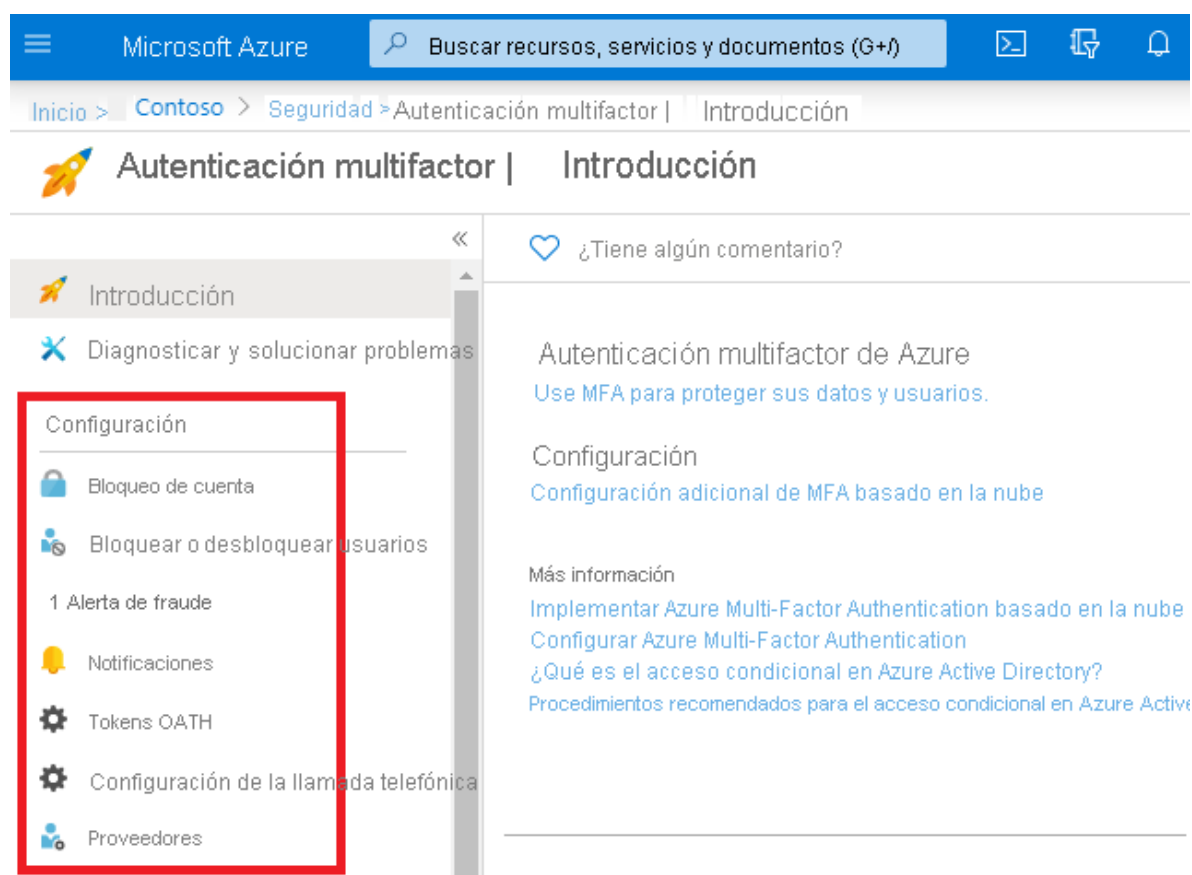 Microsoft Azure
Buscar recursos, servicios y documentos (G+/)
Inicio > Contoso > Seguridad > Autenticación multifactor | Introducción
Autenticación multifactor | Introducción
«
¿Tiene algún comentario?
Introducción
Diagnosticar y solucionar problemas
Configuración
Bloqueo de cuenta
Bloquear o desbloquear usuarios
1 Alerta de fraude
Notificaciones
Tokens OATH
Configuración de la llamada telefónica
Proveedores
Autenticación multifactor de Azure
Use MFA para proteger sus datos y usuarios.
Configuración
Configuración adicional de MFA basado en la nube
Más información
Implementar Azure Multi-Factor Authentication basado en la nube
Configurar Azure Multi-Factor Authentication
¿Qué es el acceso condicional en Azure Active Directory?
Procedimientos recomendados para el acceso condicional en Azure Active